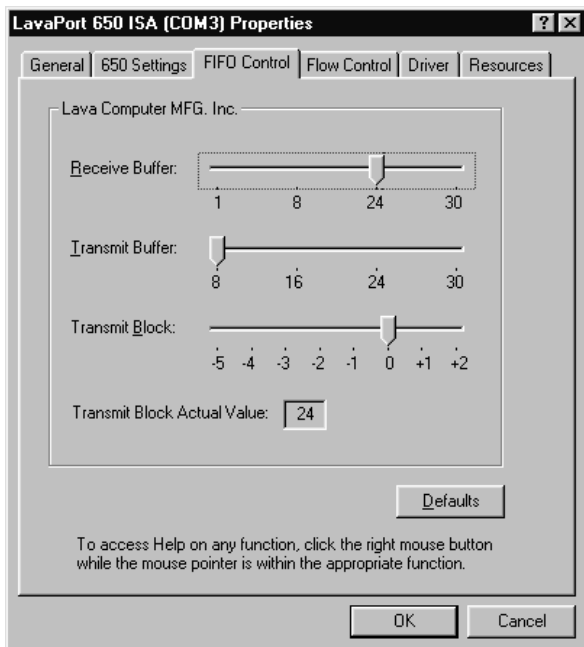 LavaPort 650 ISA (COM3) Properties
General 650 Settings FIFO Control Flow Control Driver Resources
Lava Computer MFG. Inc.
Receive Buffer:
1 8 24 30
Transmit Buffer:
8 16 24 30
Transmit Block:
-5 -4 -3 -2 -1 0 +1 +2
Transmit Block Actual Value: 24
Defaults
To access Help on any function, click the right mouse button
while the mouse pointer is within the appropriate function.
OK Cancel